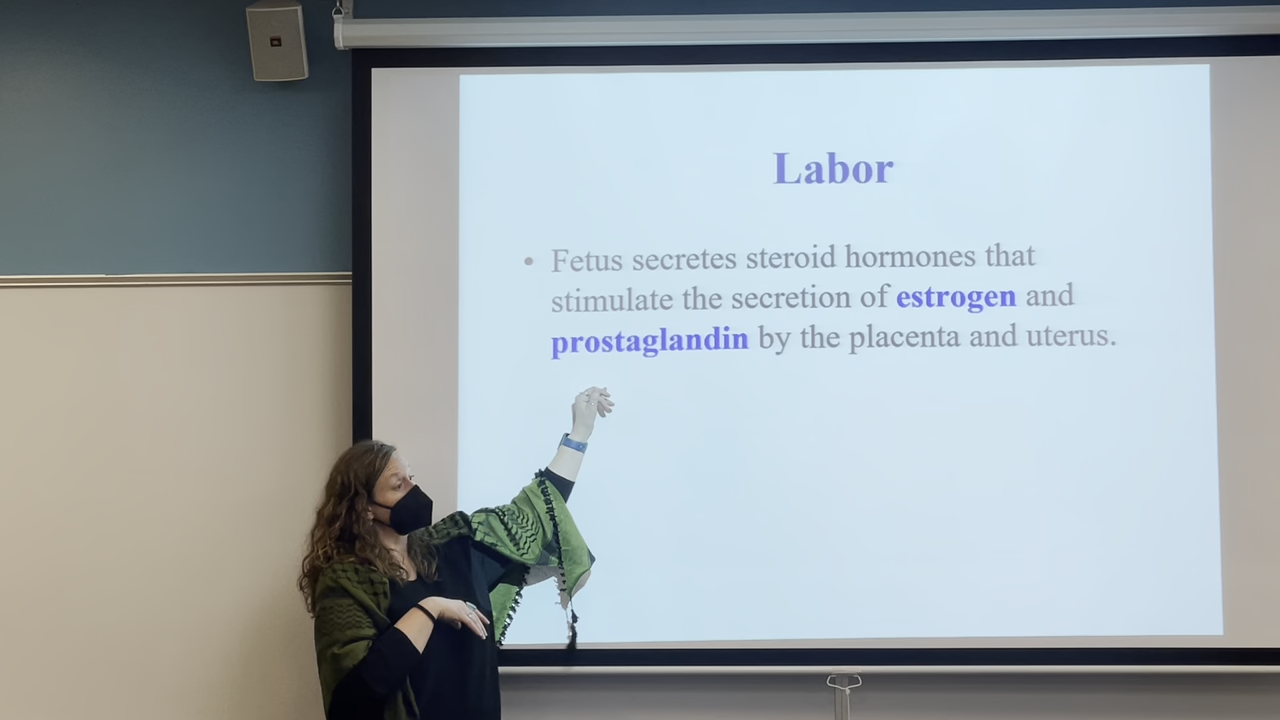 Labor
• Fetus secretes steroid hormones that
stimulate the secretion of estrogen and
prostaglandin by the placenta and uterus.